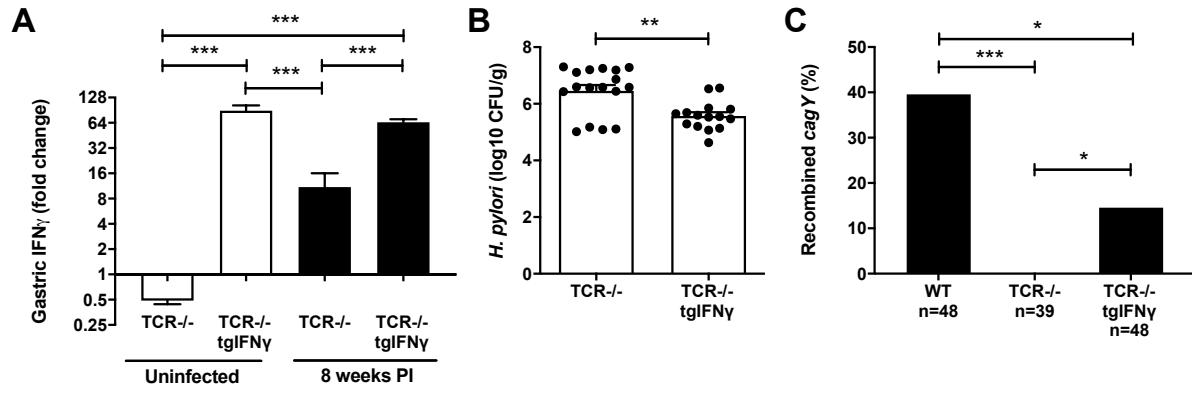 A
Gastric IFNγ (fold change)
128
64
32
16
8
4
2
1
0.5
0.25
***
***
***
***
TCR-/-
TCR-/-
tgIFNγ
TCR-/-
TCR-/-
tgIFNγ
Uninfected
8 weeks PI
B
H. pylori (log10 CFU/g)
8
6
4
2
0
**
TCR-/-
TCR-/-
tgIFNγ
C
Recombined cagY (%)
50
40
30
20
10
0
*
***
*
WT
n=48
TCR-/-
n=39
TCR-/-
tgIFNγ
n=48